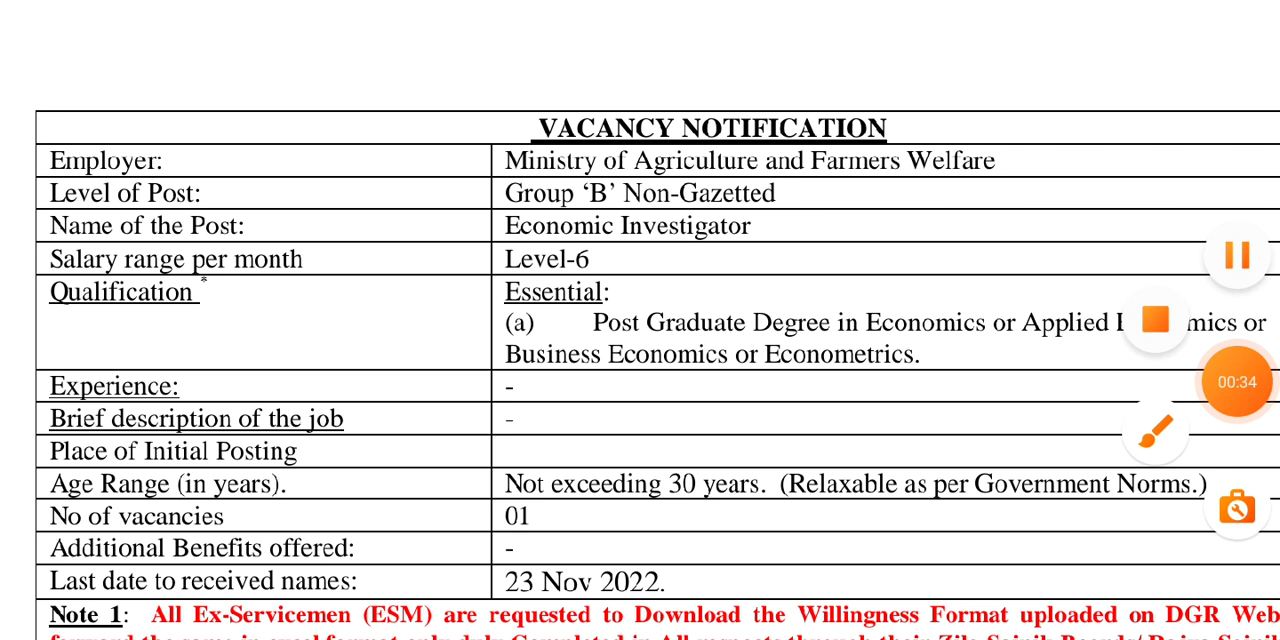 VACANCY NOTIFICATION
Employer: Ministry of Agriculture and Farmers Welfare
Level of Post: Group ‘B’ Non-Gazetted
Name of the Post: Economic Investigator
Salary range per month Level-6
Qualification * Essential:
(a) Post Graduate Degree in Economics or Applied or
Business Economics or Econometrics.
Experience: -
Brief description of the job -
Place of Initial Posting
Age Range (in years). Not exceeding 30 years. (Relaxable as per Government Norms.)
No of vacancies 01
Additional Benefits offered: -
Last date to received names: 23 Nov 2022.
Note 1: All Ex-Servicemen (ESM) are requested to Download the Willingness Format uploaded on DGR Web
00:34